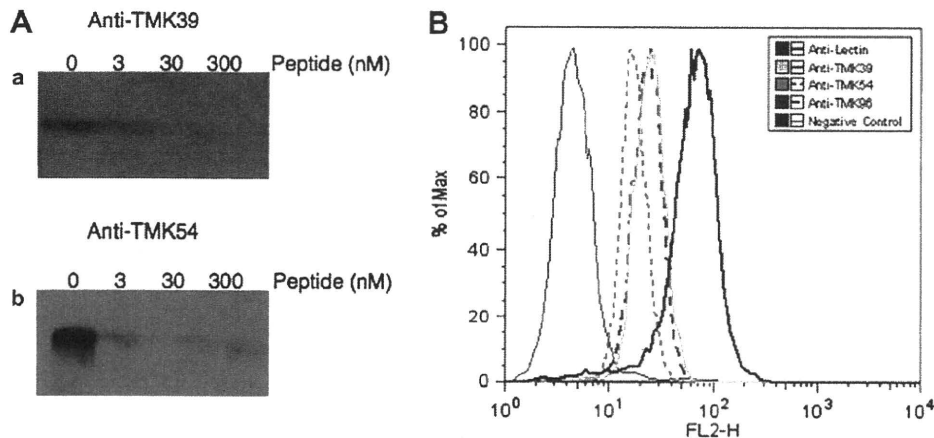 A
Anti-TMK39
0 3 30 300 Peptide (nM)
a
Anti-TMK54
0 3 30 300 Peptide (nM)
b
B
% of Max
100
80
60
40
20
0
10^0 10^1 10^2 10^3 10^4
FL2-H
Anti-Lectin
Anti-TMK39
Anti-TMK54
Anti-TMK96
Negative Control